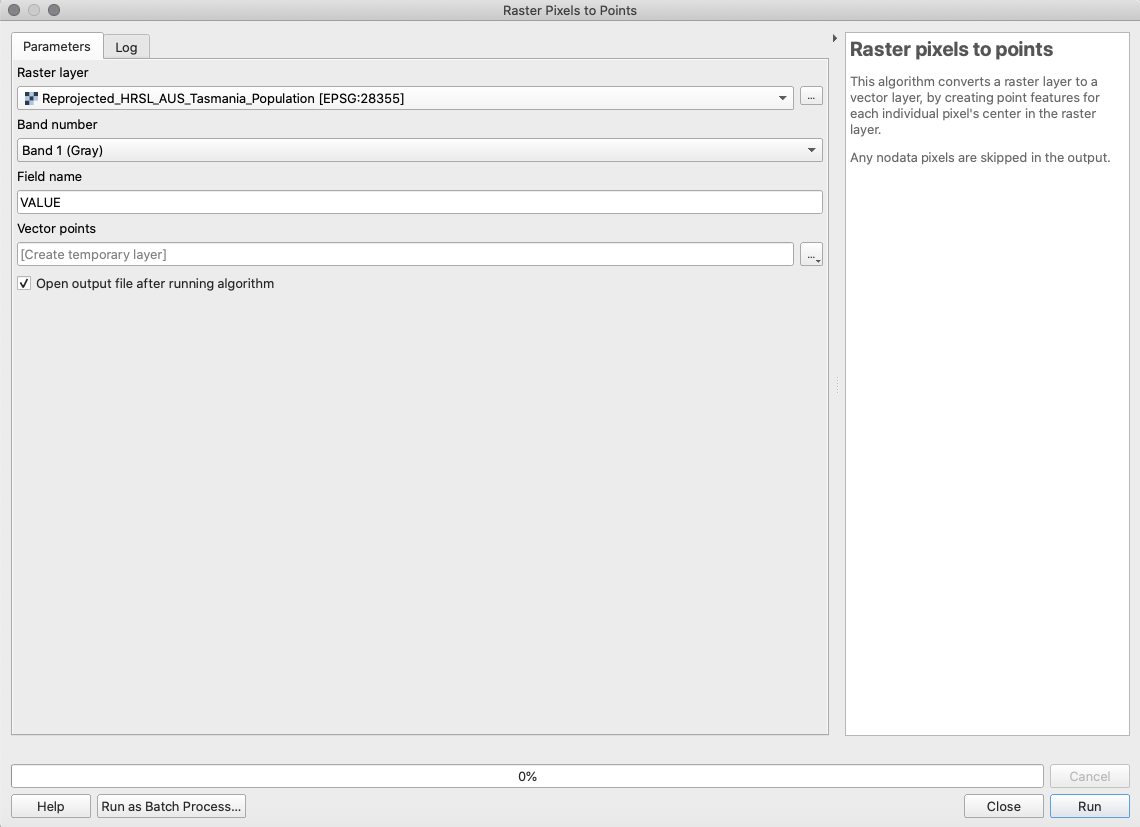 Raster Pixels to Points
Parameters
Log
Raster layer
Reprojected_HRSL_AUS_Tasmania_Population [EPSG:28355]
...
Band number
Band 1 (Gray)
Field name
VALUE
Vector points
[Create temporary layer]
...
Open output file after running algorithm
Raster pixels to points
This algorithm converts a raster layer to a
vector layer, by creating point features for
each individual pixel's center in the raster
layer.
Any nodata pixels are skipped in the output.
0%
Cancel
Help
Run as Batch Process...
Close
Run